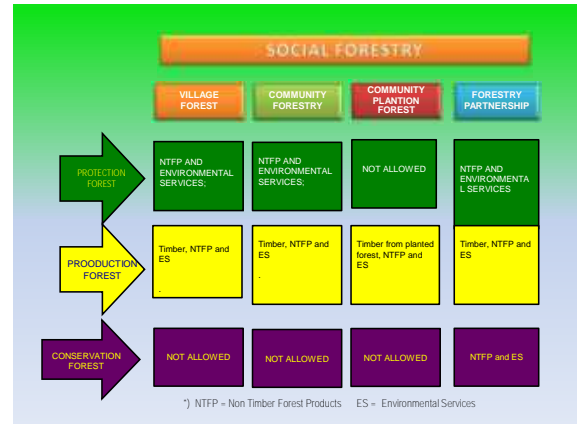 SOCIAL FORESTRY
VILLAGE
FOREST
COMMUNITY
FORESTRY
COMMUNITY
PLANTION
FOREST
FORESTRY
PARTNERSHIP
PROTECTION
FOREST
NTFP AND
ENVIRONMENTAL
SERVICES;
NTFP AND
ENVIRONMENTAL
SERVICES;
NOT ALLOWED
NTFP AND
ENVIRONMENTA
L SERVICES
PROODUCTION
FOREST
Timber, NTFP and
ES
.
Timber, NTFP and
ES
.
Timber from planted
forest, NTFP and
ES
Timber, NTFP and
ES
CONSERVATION
FOREST
NOT ALLOWED
NOT ALLOWED
NOT ALLOWED
NTFP and ES
*) NTFP = Non Timber Forest Products ES = Environmental Services